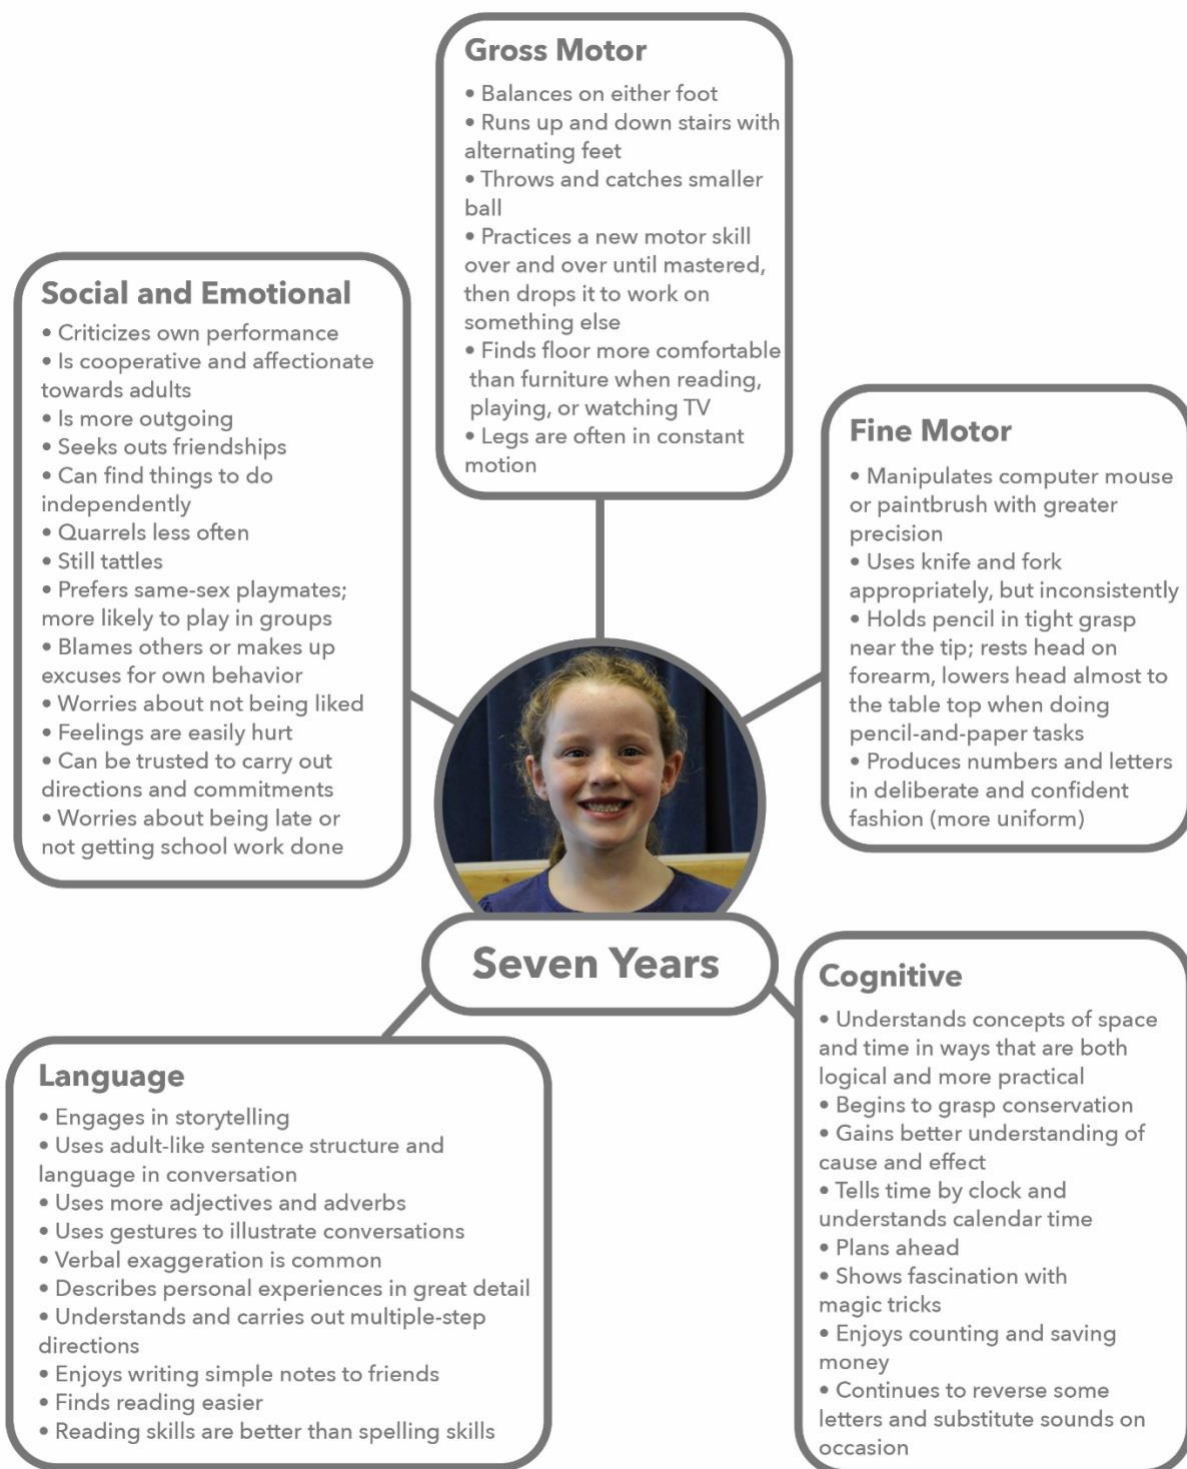 Gross Motor
• Balances on either foot
• Runs up and down stairs with
alternating feet
• Throws and catches smaller
ball
• Practices a new motor skill
over and over until mastered,
then drops it to work on
something else
• Finds floor more comfortable
than furniture when reading,
playing, or watching TV
• Legs are often in constant
motion
Social and Emotional
• Criticizes own performance
• Is cooperative and affectionate
towards adults
• Is more outgoing
• Seeks outs friendships
• Can find things to do
independently
• Quarrels less often
• Still tattles
• Prefers same-sex playmates;
more likely to play in groups
• Blames others or makes up
excuses for own behavior
• Worries about not being liked
• Feelings are easily hurt
• Can be trusted to carry out
directions and commitments
• Worries about being late or
not getting school work done
Fine Motor
• Manipulates computer mouse
or paintbrush with greater
precision
• Uses knife and fork
appropriately, but inconsistently
• Holds pencil in tight grasp
near the tip; rests head on
forearm, lowers head almost to
the table top when doing
pencil-and-paper tasks
• Produces numbers and letters
in deliberate and confident
fashion (more uniform)
Seven Years
Language
• Engages in storytelling
• Uses adult-like sentence structure and
language in conversation
• Uses more adjectives and adverbs
• Uses gestures to illustrate conversations
• Verbal exaggeration is common
• Describes personal experiences in great detail
• Understands and carries out multiple-step
directions
• Enjoys writing simple notes to friends
• Finds reading easier
• Reading skills are better than spelling skills
Cognitive
• Understands concepts of space
and time in ways that are both
logical and more practical
• Begins to grasp conservation
• Gains better understanding of
cause and effect
• Tells time by clock and
understands calendar time
• Plans ahead
• Shows fascination with
magic tricks
• Enjoys counting and saving
money
• Continues to reverse some
letters and substitute sounds on
occasion